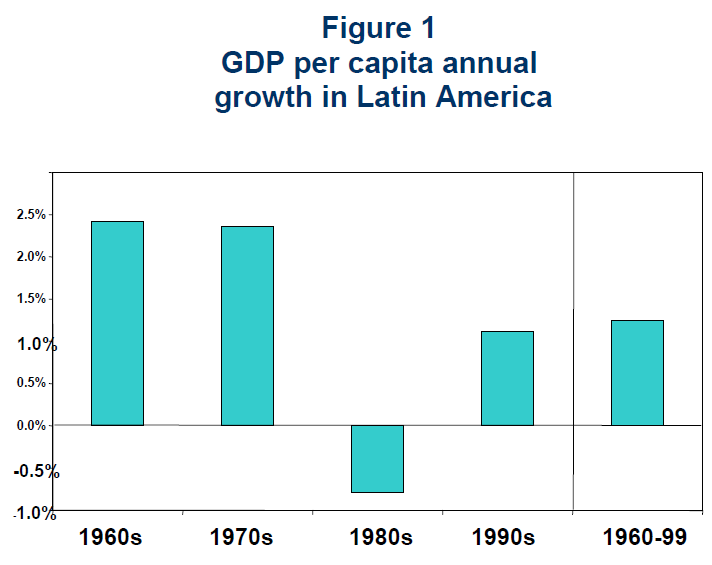 Figure 1
GDP per capita annual
growth in Latin America
2.5%
2.0%
1.5%
1.0%
0.5%
0.0%
-0.5%
-1.0%
1960s 1970s 1980s 1990s 1960-99